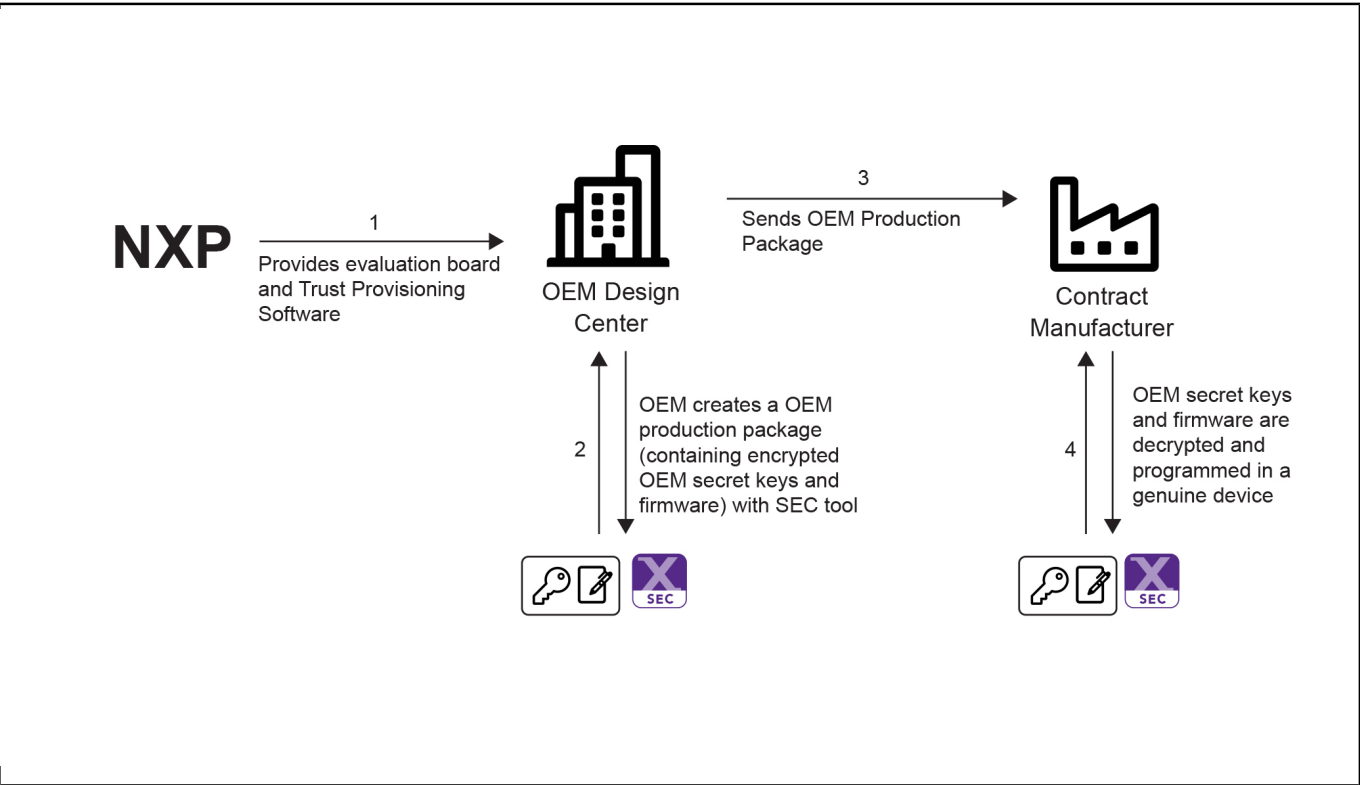 NXP
1
Provides evaluation board
and Trust Provisioning
Software
OEM Design
Center
3
Sends OEM Production
Package
Contract
Manufacturer
2
OEM creates a OEM
production package
(containing encrypted
OEM secret keys and
firmware) with SEC tool
4
OEM secret keys
and firmware are
decrypted and
programmed in a
genuine device
X
SEC
X
SEC